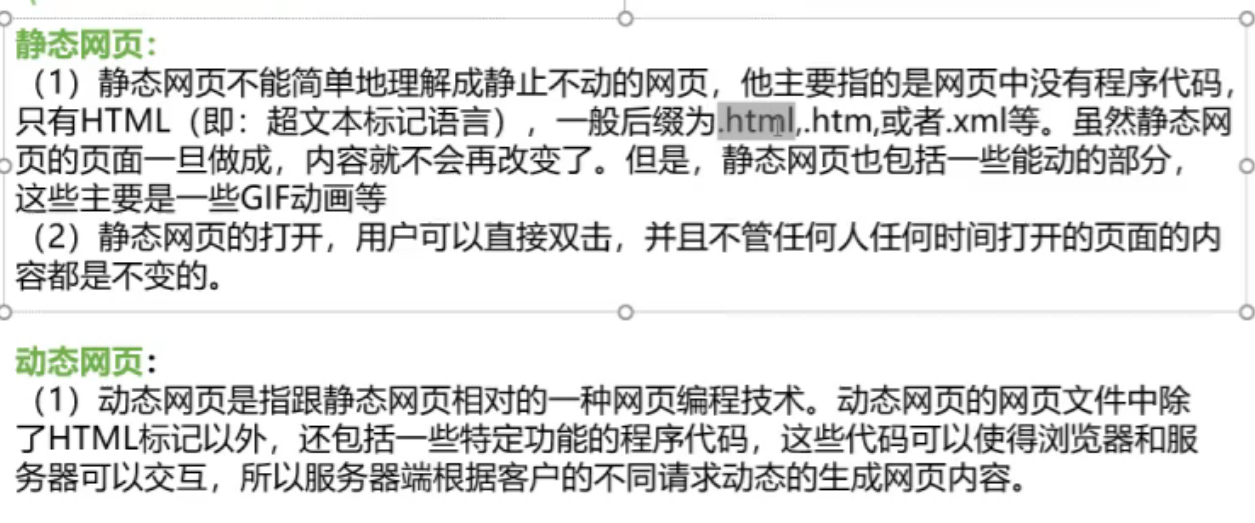 静态网页：
（1）静态网页不能简单地理解成静止不动的网页，他主要指的是网页中没有程序代码，
只有HTML（即：超文本标记语言），一般后缀为.html,.htm,或者.xml等。虽然静态网
页的页面一旦做成，内容就不会再改变了。但是，静态网页也包括一些能动的部分，
这些主要是一些GIF动画等
（2）静态网页的打开，用户可以直接双击，并且不管任何人任何时间打开的页面的内
容都是不变的。
动态网页：
（1）动态网页是指跟静态网页相对的一种网页编程技术。动态网页的网页文件中除
了HTML标记以外，还包括一些特定功能的程序代码，这些代码可以使得浏览器和服
务器可以交互，所以服务器端根据客户的不同请求动态的生成网页内容。